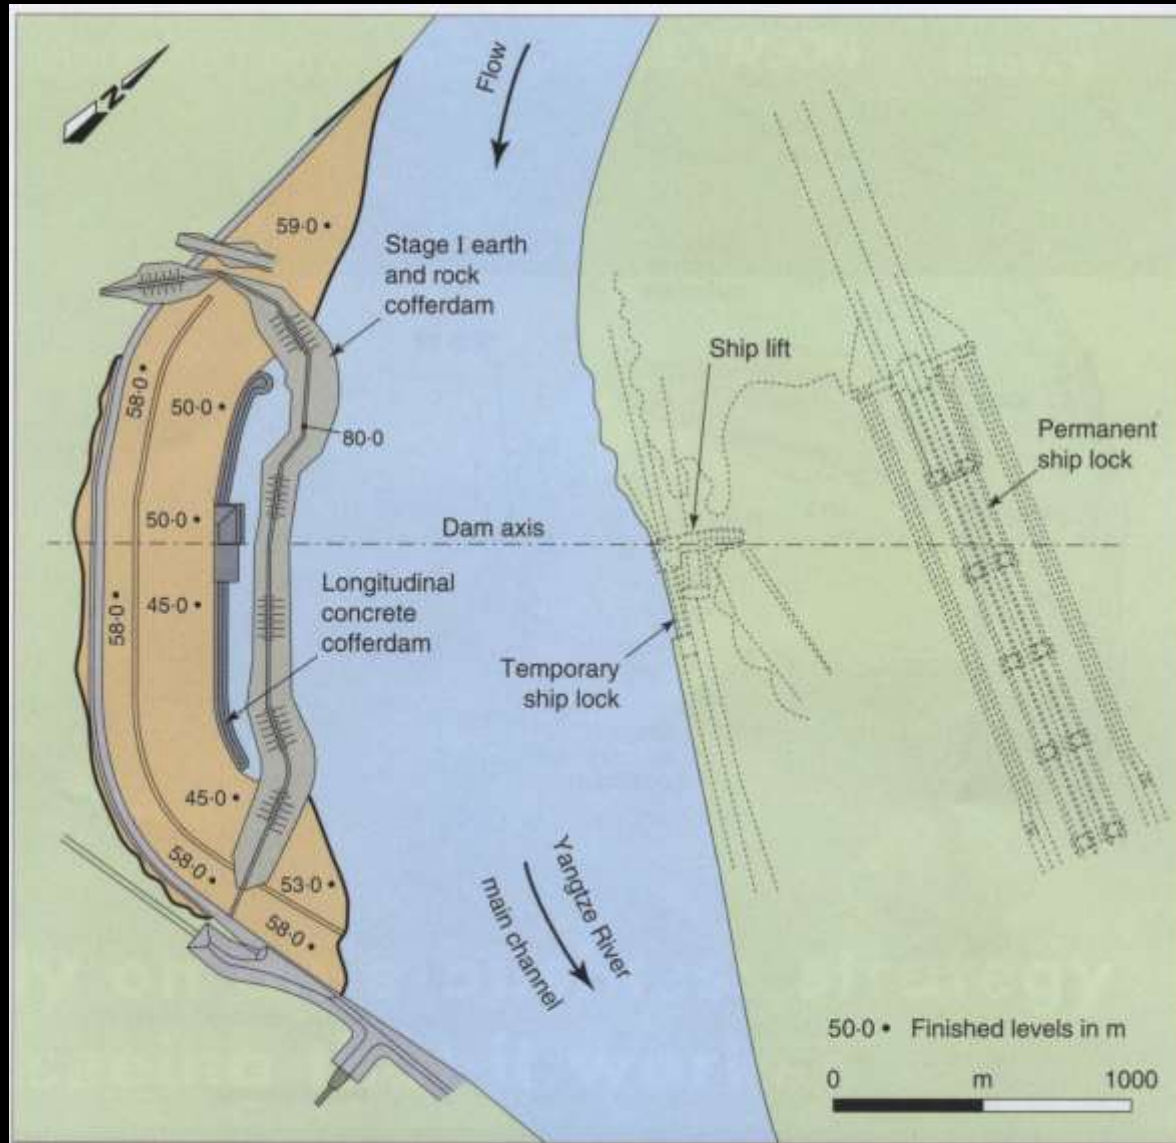 N
Flow
59·0
Stage I earth
and rock
cofferdam
Ship lift
58·0
50·0
80·0
Permanent
ship lock
50·0
Dam axis
58·0
45·0
Longitudinal
concrete
cofferdam
Temporary
ship lock
45·0
58·0
53·0
58·0
Yangtze River
main channel
50·0 • Finished levels in m
0 m 1000